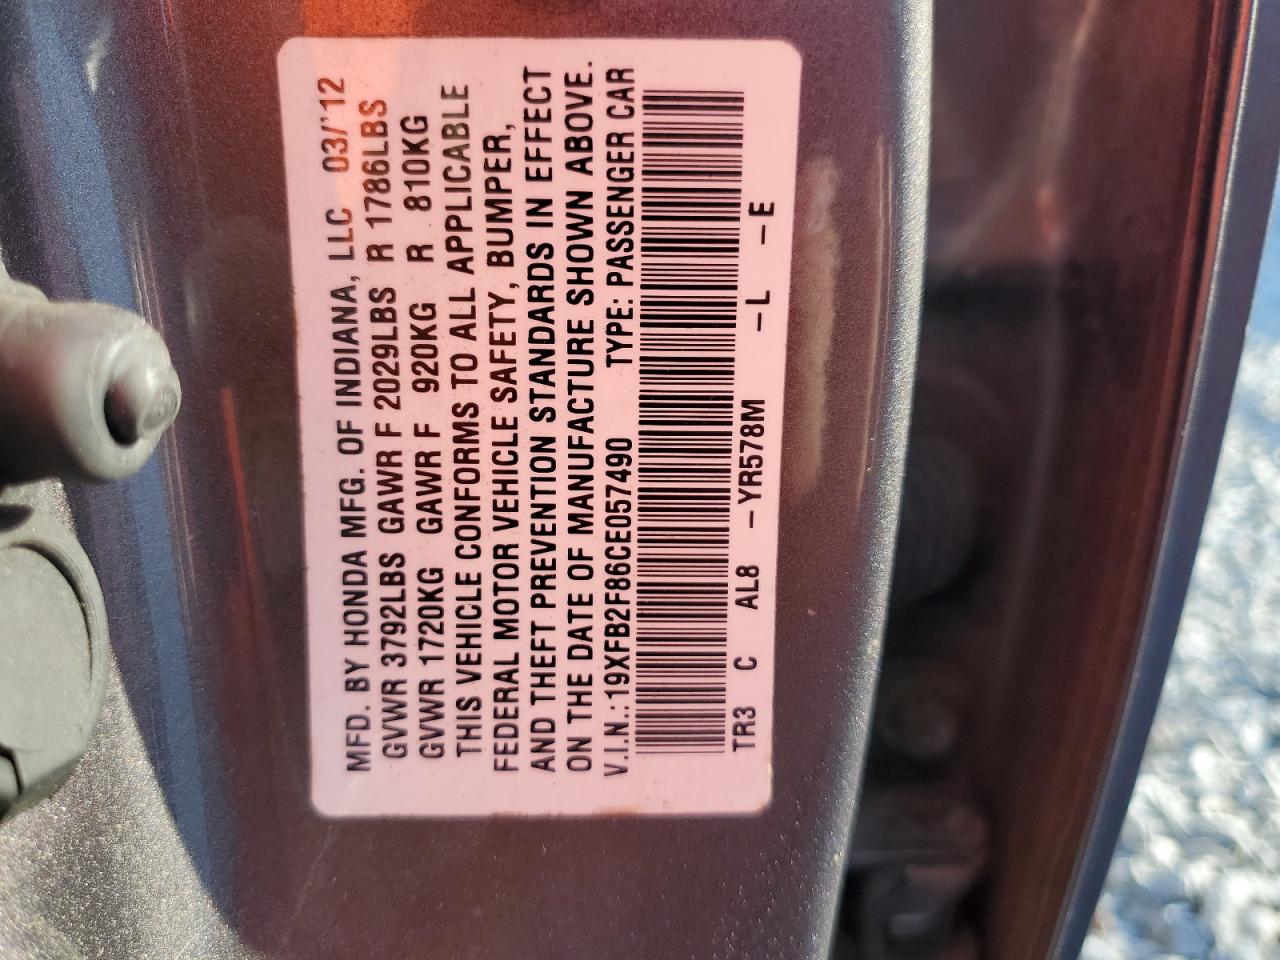 MFD. BY HONDA MFG. OF INDIANA, LLC 03/'12
GVWR 3792LBS GAWR F 2029LBS R 1786LBS
GVWR 1720KG GAWR F 920KG R 810KG
THIS VEHICLE CONFORMS TO ALL APPLICABLE
FEDERAL MOTOR VEHICLE SAFETY, BUMPER,
AND THEFT PREVENTION STANDARDS IN EFFECT
ON THE DATE OF MANUFACTURE SHOWN ABOVE.
V.I.N.:19XFB2F86CE057490 TYPE: PASSENGER CAR
TR3 C AL8 -YR578M -L -E